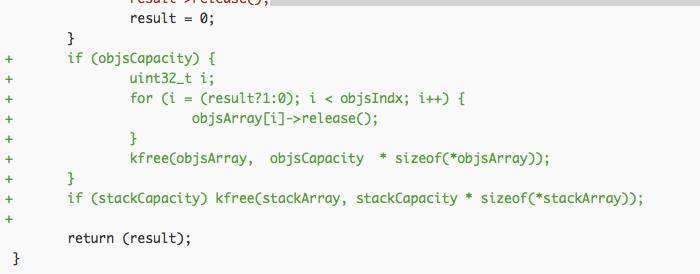 result->release();
result = 0;
}
+ if (objsCapacity) {
+ uint32_t i;
+ for (i = (result?1:0); i < objsIndx; i++) {
+ objsArray[i]->release();
+ }
+ kfree(objsArray,  objsCapacity  * sizeof(*objsArray));
+ }
+ if (stackCapacity) kfree(stackArray, stackCapacity * sizeof(*stackArray));
+
return (result);
}